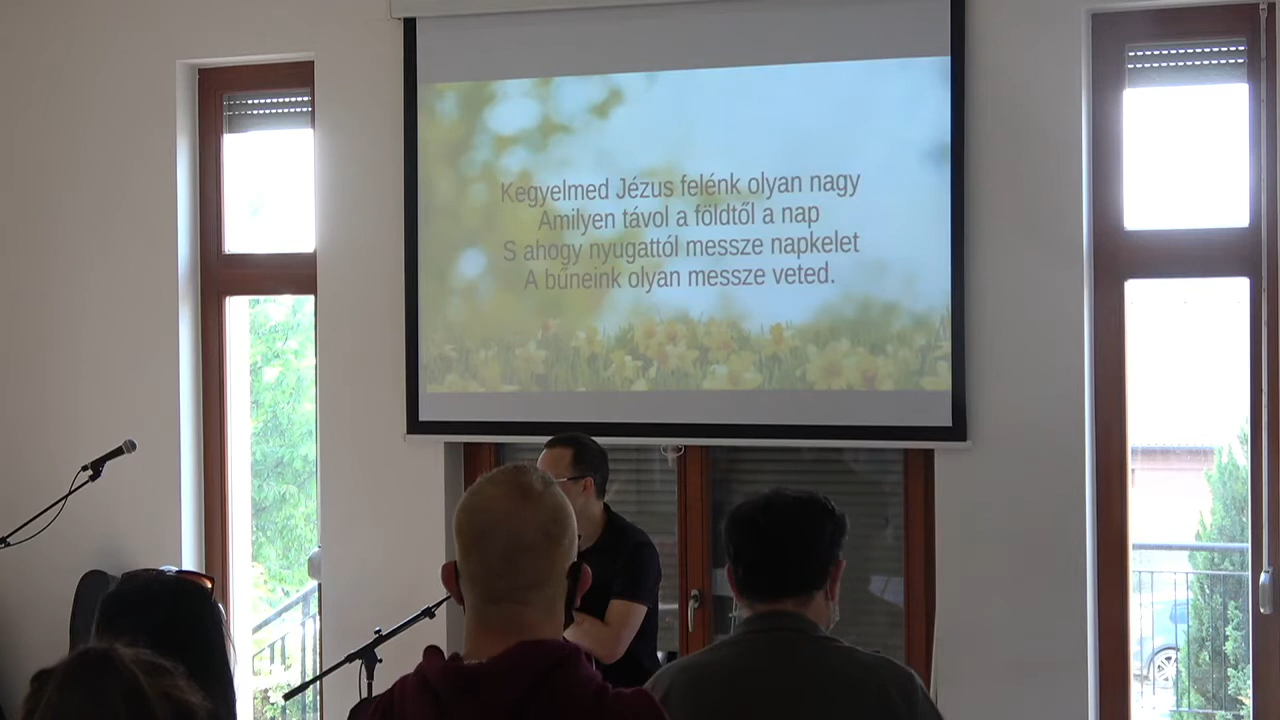 Kegyelmed Jézus felénk olyan nagy
Amilyen távol a földtől a nap
S ahogy nyugattól messze napkelet
A bűneink olyan messze veted.